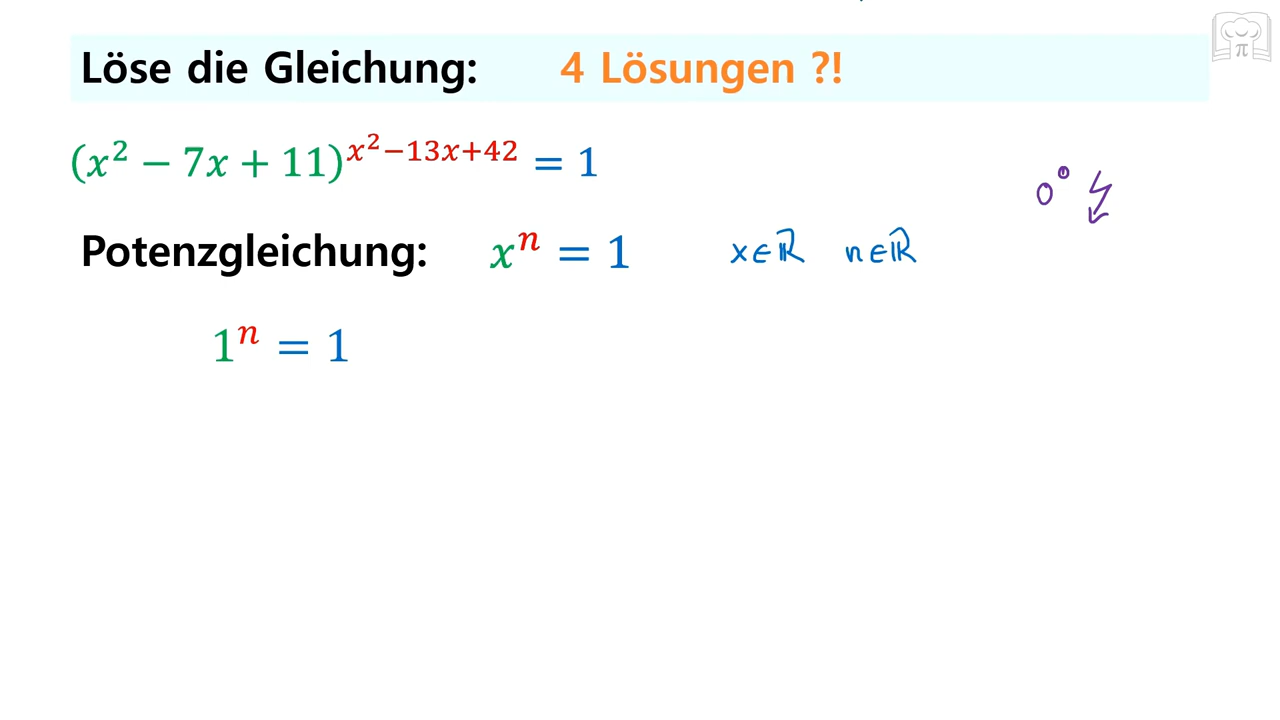 Löse die Gleichung: 4 Lösungen ?!
(x² − 7x + 11)^(x²−13x+42) = 1
0⁰ ↯
Potenzgleichung: xⁿ = 1 x∈ℝ n∈ℝ
1ⁿ = 1
π